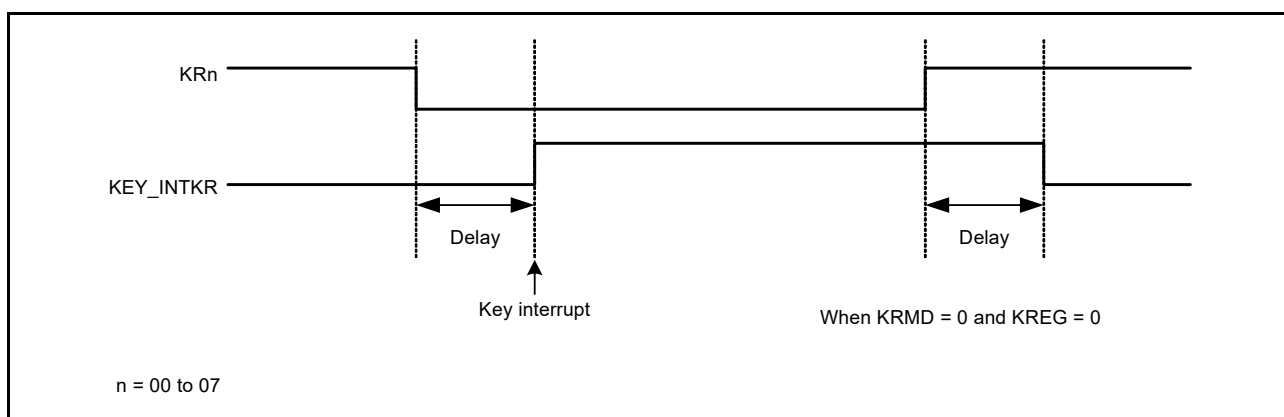 KRn
KEY_INTKR
Delay
Delay
Key interrupt
When KRMD = 0 and KREG = 0
n = 00 to 07